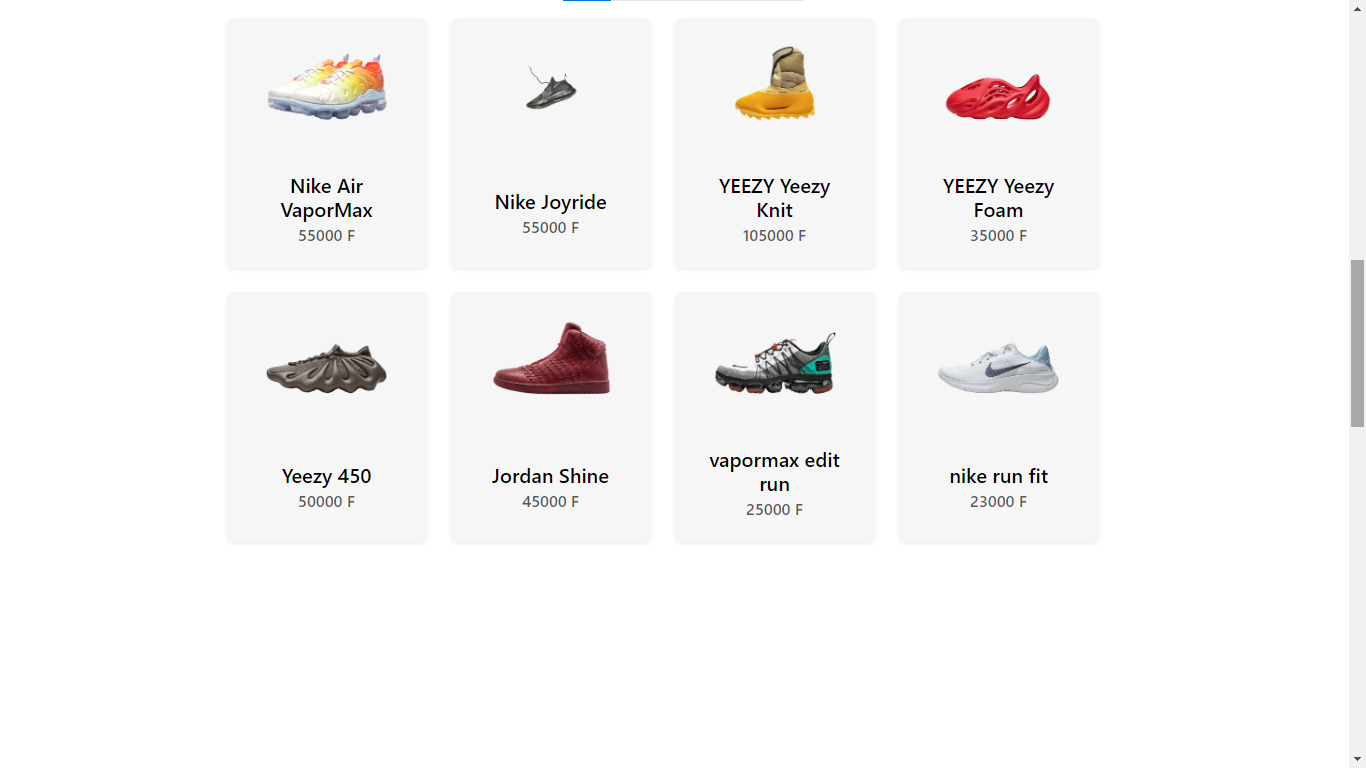 Nike Air
VaporMax
55000 F
Nike Joyride
55000 F
YEEZY Yeezy
Knit
105000 F
YEEZY Yeezy
Foam
35000 F
Yeezy 450
50000 F
Jordan Shine
45000 F
vapormax edit
run
25000 F
nike run fit
23000 F